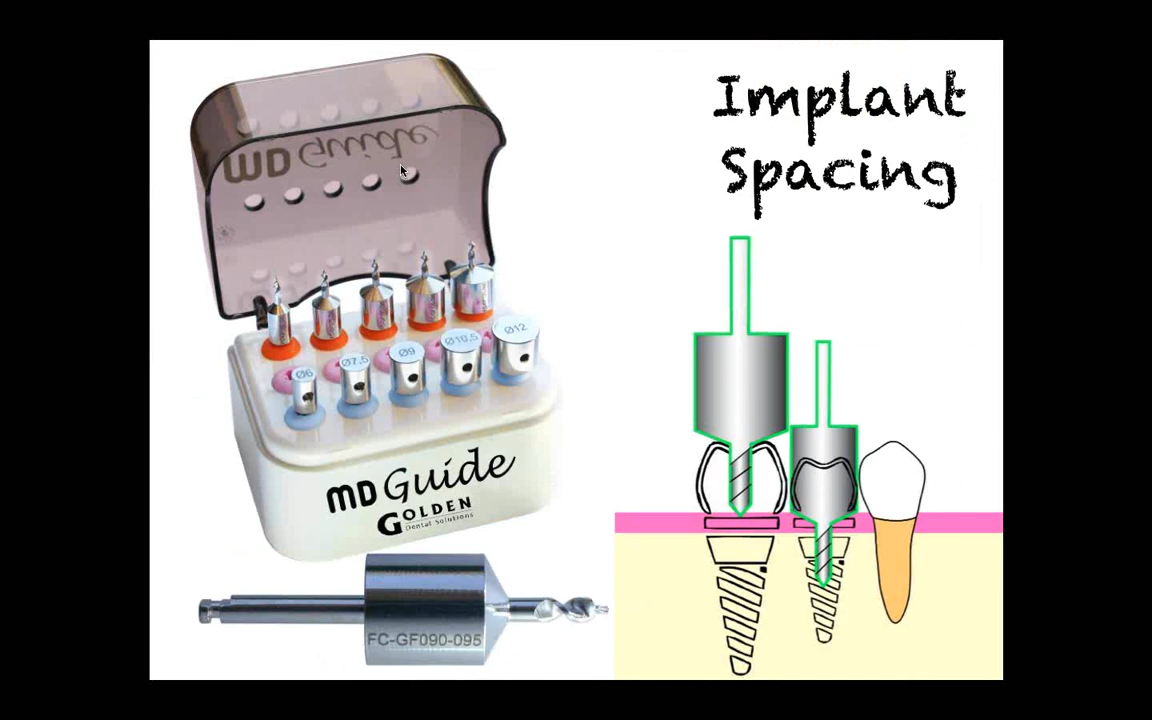 Implant
Spacing
MD Guide
Ø6
Ø7,5
Ø9
Ø10,5
Ø12
MD Guide
GOLDEN
Dental Solutions
FC-GF090-095